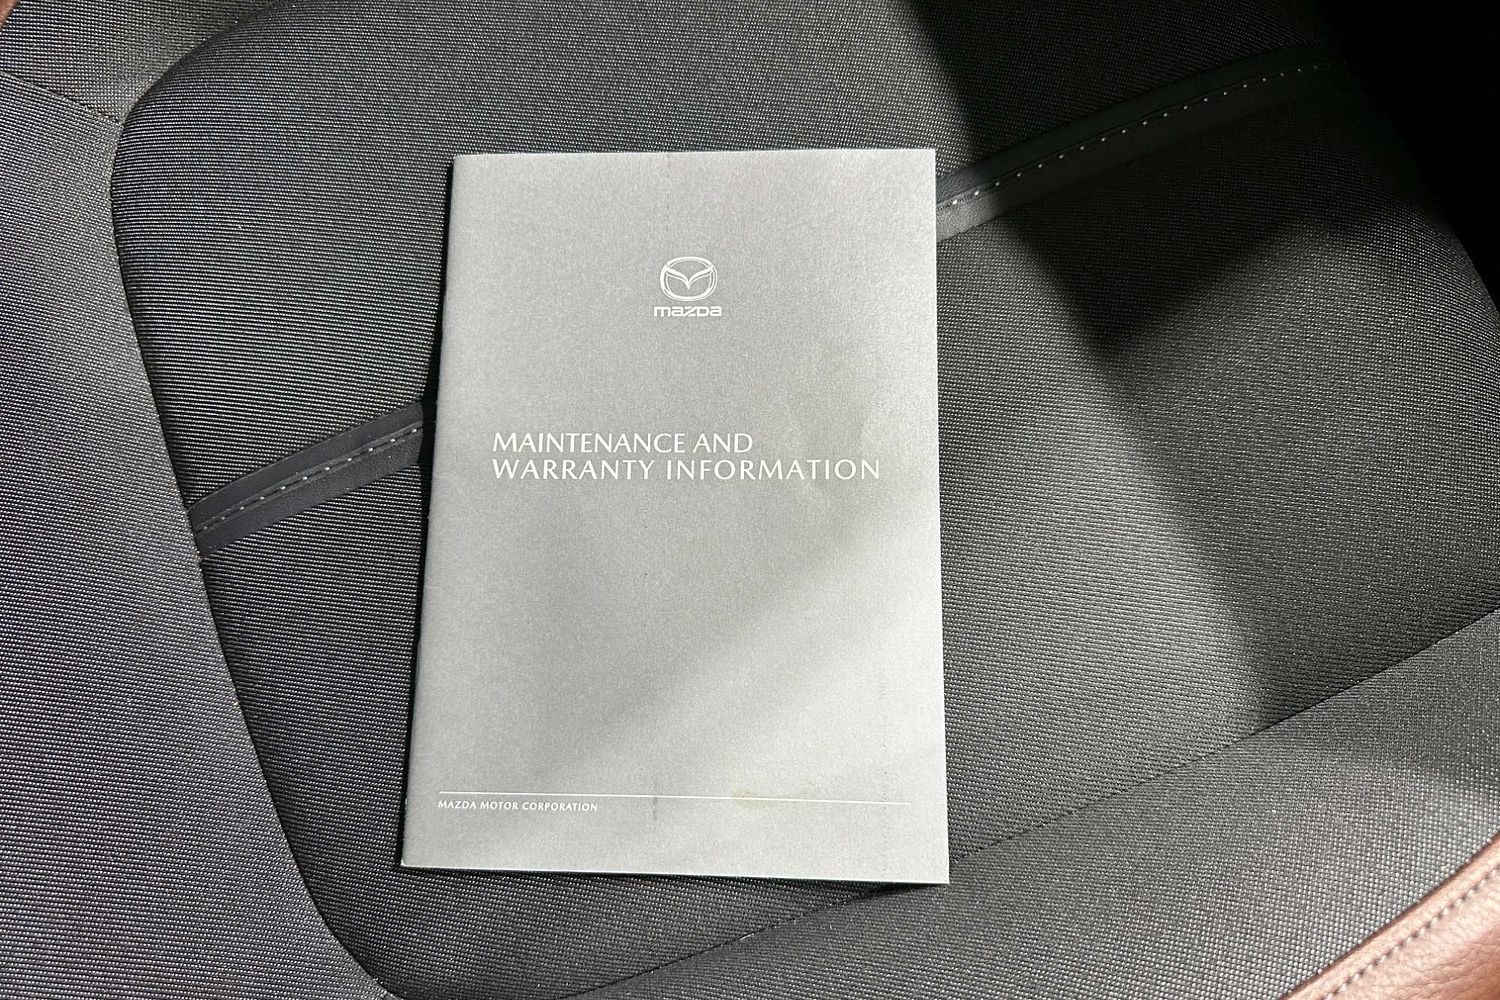 mazda
MAINTENANCE AND
WARRANTY INFORMATION
MAZDA MOTOR CORPORATION